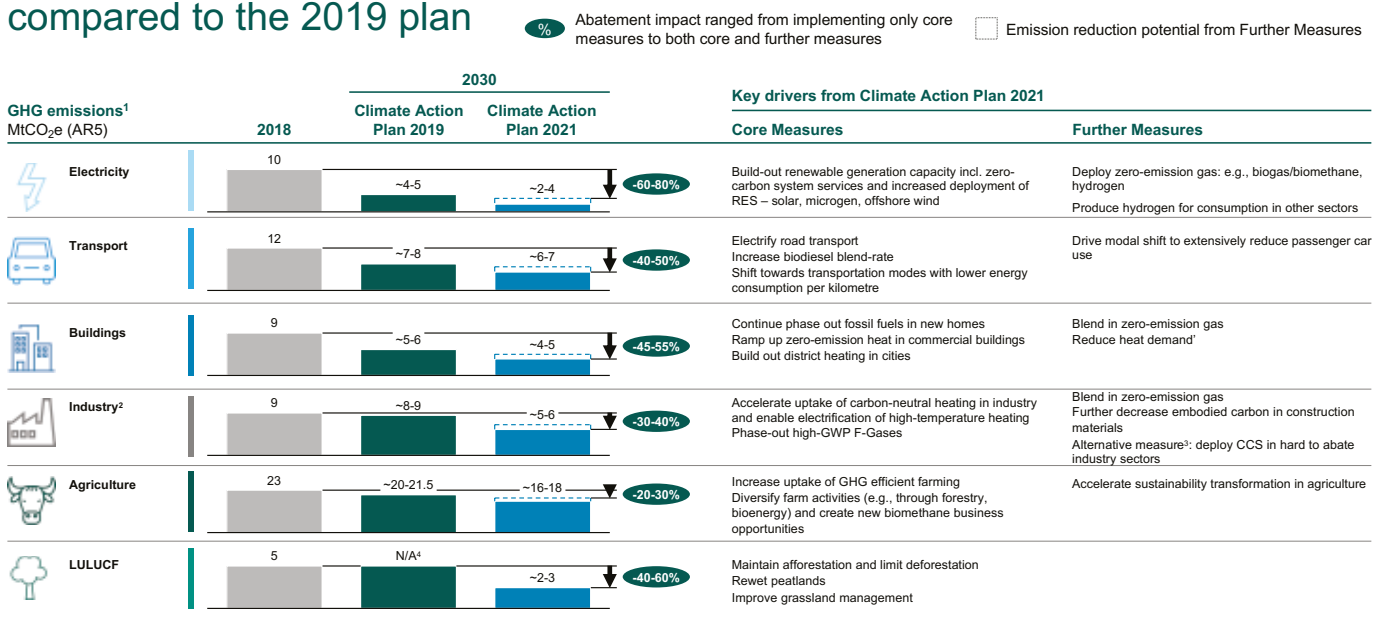 compared to the 2019 plan
%
Abatement impact ranged from implementing only core
measures to both core and further measures
Emission reduction potential from Further Measures
2030
GHG emissions¹
MtCO₂e (AR5)
2018
Climate Action
Plan 2019
Climate Action
Plan 2021
Key drivers from Climate Action Plan 2021
Core Measures
Further Measures
Electricity
10
~4-5
~2-4
-60-80%
Build-out renewable generation capacity incl. zero-
carbon system services and increased deployment of
RES – solar, microgen, offshore wind
Deploy zero-emission gas: e.g., biogas/biomethane,
hydrogen
Produce hydrogen for consumption in other sectors
Transport
12
~7-8
~6-7
-40-50%
Electrify road transport
Increase biodiesel blend-rate
Shift towards transportation modes with lower energy
consumption per kilometre
Drive modal shift to extensively reduce passenger car
use
Buildings
9
~5-6
~4-5
-45-55%
Continue phase out fossil fuels in new homes
Ramp up zero-emission heat in commercial buildings
Build out district heating in cities
Blend in zero-emission gas
Reduce heat demand'
Industry²
9
~8-9
~5-6
-30-40%
Accelerate uptake of carbon-neutral heating in industry
and enable electrification of high-temperature heating
Phase-out high-GWP F-Gases
Blend in zero-emission gas
Further decrease embodied carbon in construction
materials
Alternative measure³: deploy CCS in hard to abate
industry sectors
Agriculture
23
~20-21.5
~16-18
-20-30%
Increase uptake of GHG efficient farming
Diversify farm activities (e.g., through forestry,
bioenergy) and create new biomethane business
opportunities
Accelerate sustainability transformation in agriculture
LULUCF
5
N/A⁴
~2-3
-40-60%
Maintain afforestation and limit deforestation
Rewet peatlands
Improve grassland management